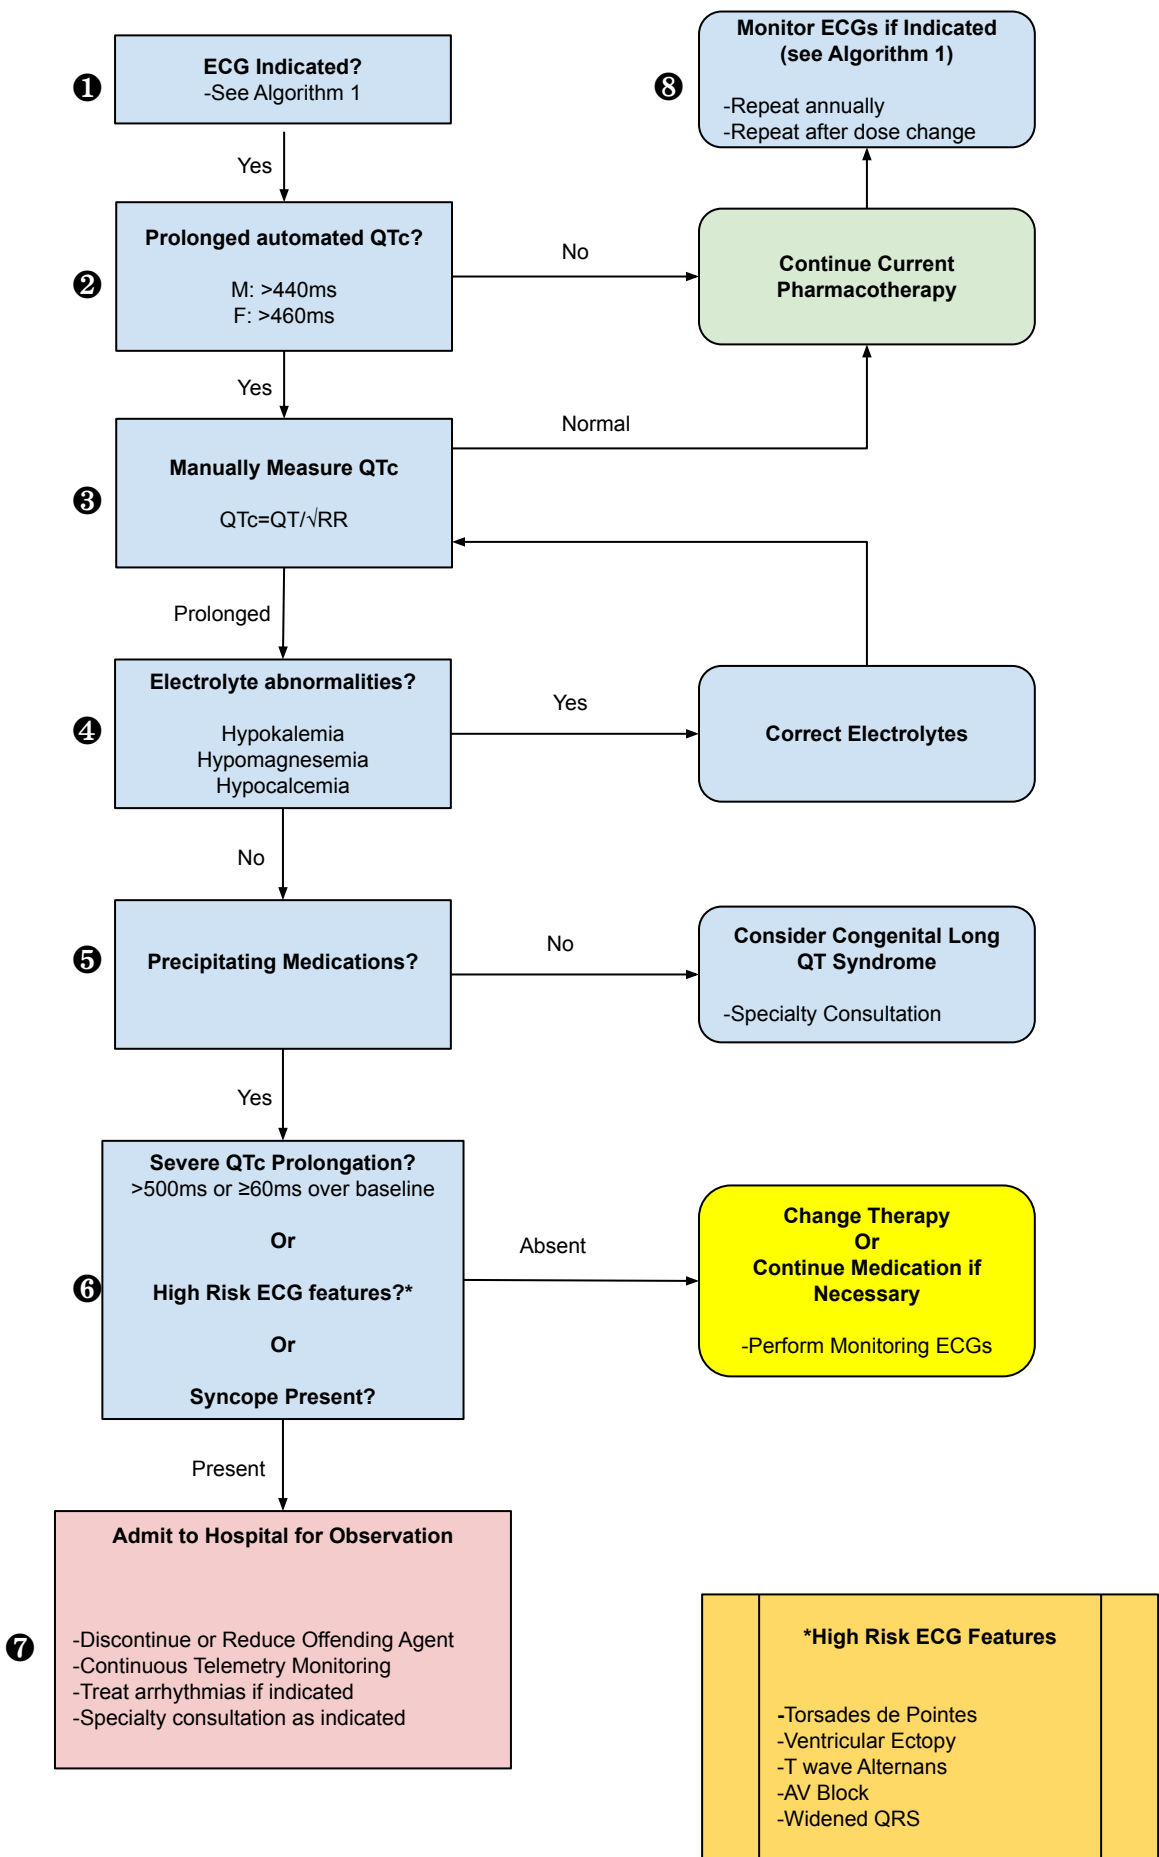 ❶
ECG Indicated?
-See Algorithm 1
Yes
❷
Prolonged automated QTc?
M: >440ms
F: >460ms
No
Continue Current
Pharmacotherapy
❽
Monitor ECGs if Indicated
(see Algorithm 1)
-Repeat annually
-Repeat after dose change
Yes
❸
Manually Measure QTc
QTc=QT/√RR
Normal
Prolonged
❹
Electrolyte abnormalities?
Hypokalemia
Hypomagnesemia
Hypocalcemia
Yes
Correct Electrolytes
No
❺
Precipitating Medications?
No
Consider Congenital Long
QT Syndrome
-Specialty Consultation
Yes
❻
Severe QTc Prolongation?
>500ms or ≥60ms over baseline
Or
High Risk ECG features?*
Or
Syncope Present?
Absent
Change Therapy
Or
Continue Medication if
Necessary
-Perform Monitoring ECGs
Present
❼
Admit to Hospital for Observation
-Discontinue or Reduce Offending Agent
-Continuous Telemetry Monitoring
-Treat arrhythmias if indicated
-Specialty consultation as indicated
*High Risk ECG Features
-Torsades de Pointes
-Ventricular Ectopy
-T wave Alternans
-AV Block
-Widened QRS